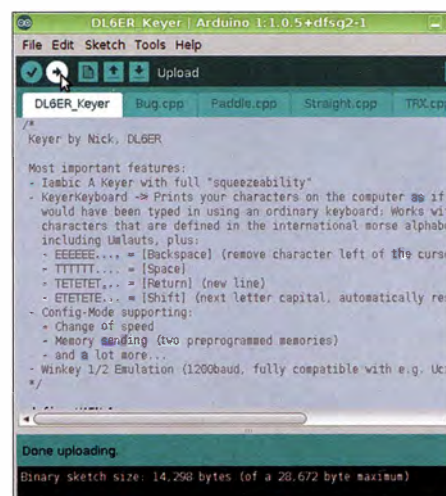 DL6ER_Keyer | Arduino 1:1.0.5+dfsg2-1
File Edit Sketch Tools Help
Upload
DL6ER_Keyer Bug.cpp Paddle.cpp Straight.cpp TRX.cp
/*
Keyer by Nick, DL6ER
Most important features:
- Iambic A Keyer with full "squeezeability"
- KeyerKeyboard -> Prints your characters on the computer as if
would have been typed in using an ordinary keyboard: Works wi
characters that are defined in the international morse alphab
including Umlauts, plus:
- EEEEEE..., = [Backspace] (remove character left of the curs
- TTTTTT.... = [Space]
- TETETET,.. = [Return] (new line)
- ETETETE... = [Shift] (next letter capital, automatically re
- Config-Mode supporting:
- Change of speed
- Memory sending (two preprogrammed memories)
- and a lot more...
- Winkey 1/2 Emulation (1200baud, fully compatible with e.g. Uc
*/
Done uploading.
Binary sketch size: 14,298 bytes (of a 28,672 byte maximum)